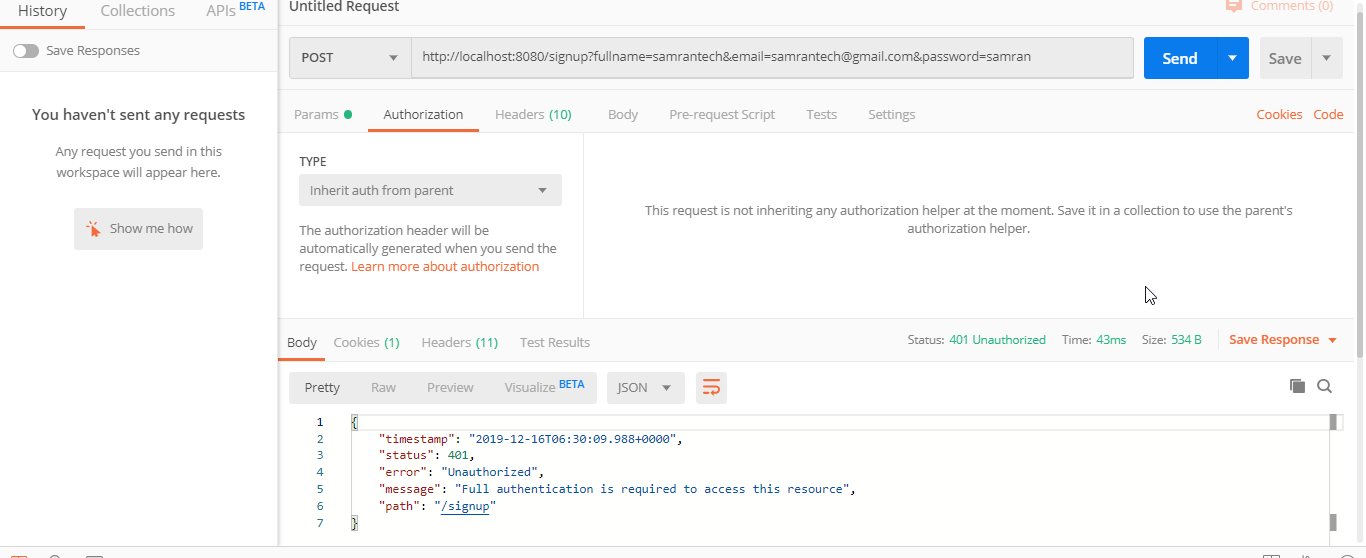 History Collections APIs BETA
Untitled Request
Comments (0)
Save Responses
POST http://localhost:8080/signup?fullname=samrantech&email=samrantech@gmail.com&password=samran Send Save
You haven't sent any requests
Any request you send in this
workspace will appear here.
Show me how
Params Authorization Headers (10) Body Pre-request Script Tests Settings Cookies Code
TYPE
Inherit auth from parent
The authorization header will be
automatically generated when you send the
request. Learn more about authorization
This request is not inheriting any authorization helper at the moment. Save it in a collection to use the parent's
authorization helper.
Body Cookies (1) Headers (11) Test Results Status: 401 Unauthorized Time: 43ms Size: 534 B Save Response
Pretty Raw Preview Visualize BETA JSON
1 {
2 "timestamp": "2019-12-16T06:30:09.988+0000",
3 "status": 401,
4 "error": "Unauthorized",
5 "message": "Full authentication is required to access this resource",
6 "path": "/signup"
7 }